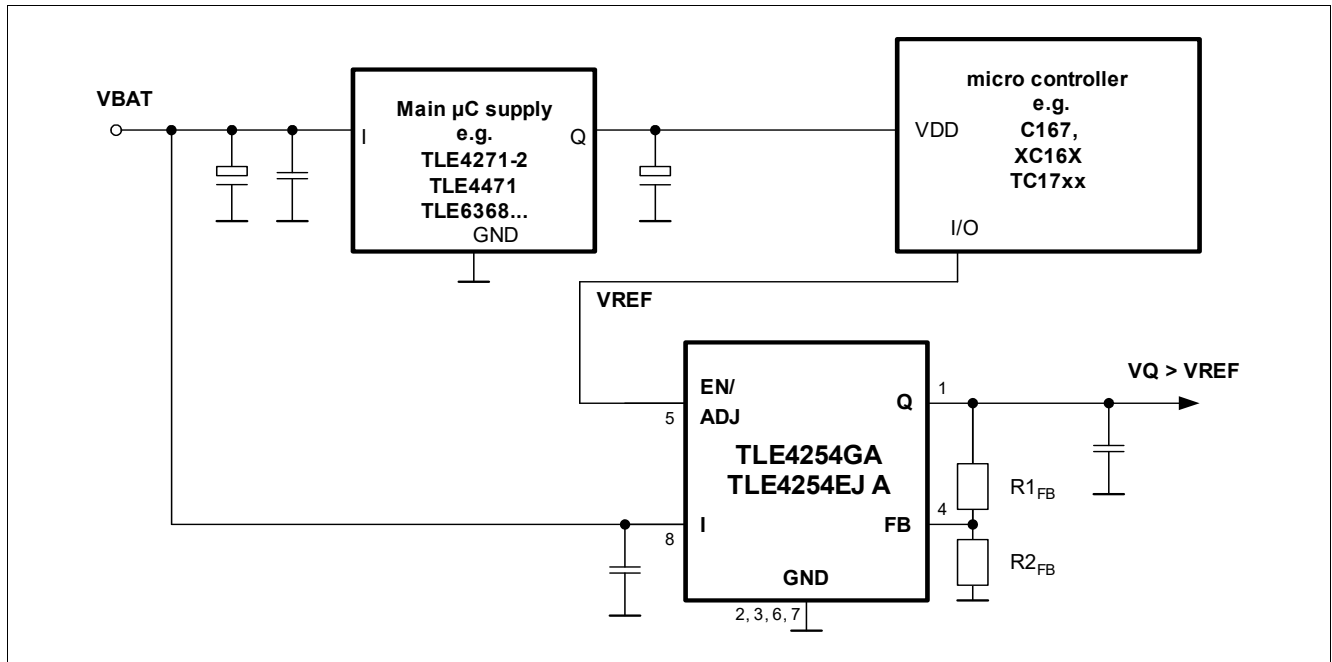 VBAT
I
Main µC supply
e.g.
TLE4271-2
TLE4471
TLE6368...
GND
Q
micro controller
e.g.
C167,
XC16X
TC17xx
VDD
I/O
VREF
EN/
ADJ
5
Q
1
VQ > VREF
TLE4254GA
TLE4254EJ A
R1FB
I
8
FB
4
R2FB
GND
2, 3, 6, 7